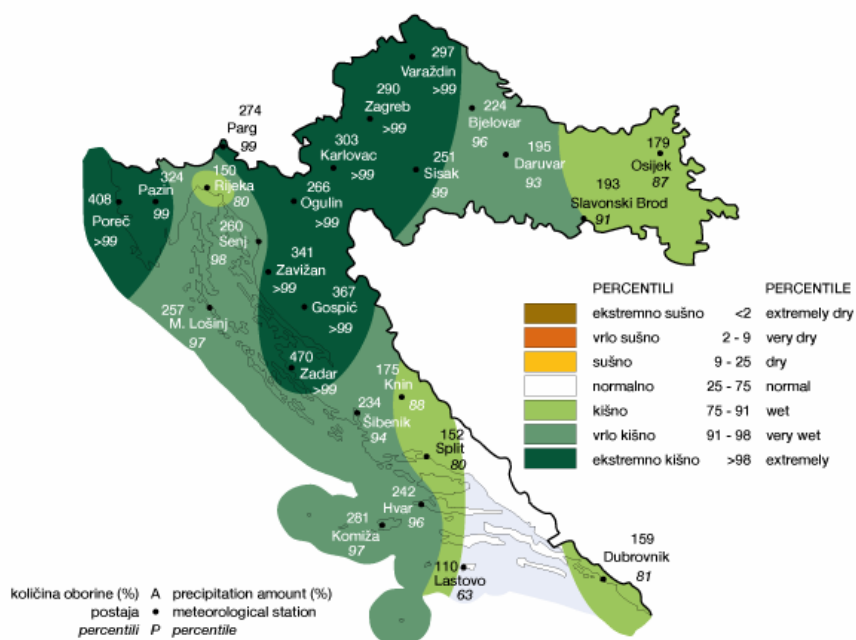 297
Varaždin
>99
290
Zagreb
>99
274
Parg
99
224
Bjelovar
96
303
Karlovac
>99
195
Daruvar
93
179
Osijek
87
251
Sisak
99
324
Pazin
99
150
Rijeka
80
193
Slavonski Brod
91
408
Poreč
>99
266
Ogulin
>99
260
Senj
98
341
Zavižan
>99
367
Gospić
>99
257
M. Lošinj
97
470
Zadar
>99
175
Knin
88
234
Šibenik
94
152
Split
80
242
Hvar
96
281
Komiža
97
110
Lastovo
63
159
Dubrovnik
81
PERCENTILI PERCENTILE
ekstremno sušno <2 extremely dry
vrlo sušno 2 - 9 very dry
sušno 9 - 25 dry
normalno 25 - 75 normal
kišno 75 - 91 wet
vrlo kišno 91 - 98 very wet
ekstremno kišno >98 extremely
količina oborine (%) A precipitation amount (%)
postaja • meteorological station
percentili P percentile